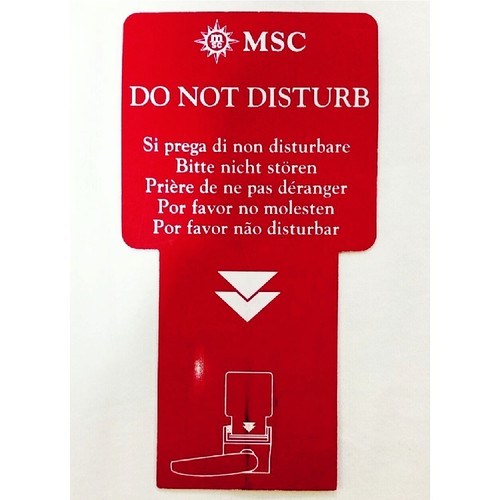 msc MSC
DO NOT DISTURB
Si prega di non disturbare
Bitte nicht stören
Prière de ne pas déranger
Por favor no molesten
Por favor não disturbar